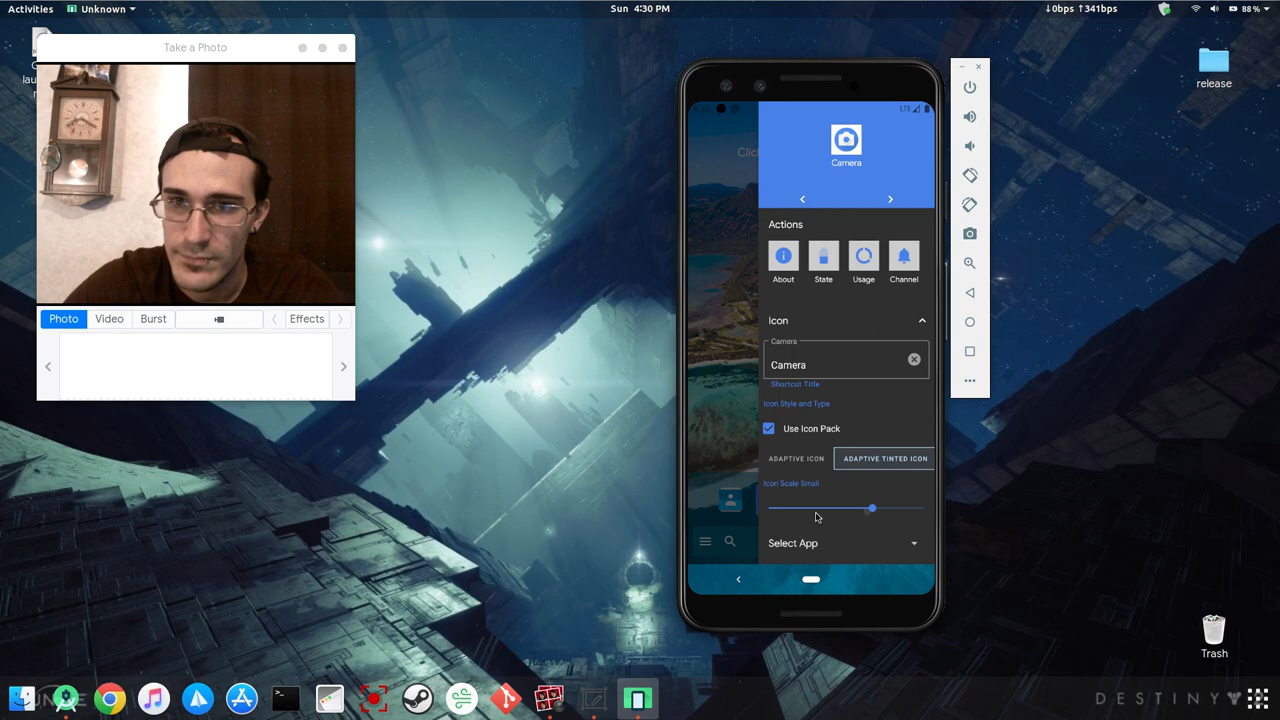 Activities
Unknown
Sun 4:30 PM
↓0bps ↑341bps
88%
Take a Photo
Photo
Video
Burst
Effects
release
Trash
LTE
Camera
Actions
About
State
Usage
Channel
Icon
Camera
Camera
Shortcut Title
Icon Style and Type
Use Icon Pack
ADAPTIVE ICON
ADAPTIVE TINTED ICON
Icon Scale Small
Select App
DESTINY